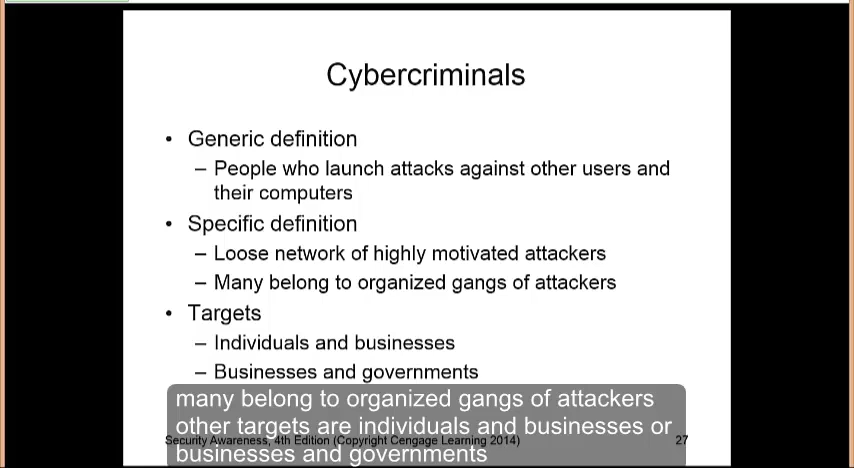 Cybercriminals
• Generic definition
– People who launch attacks against other users and
their computers
• Specific definition
– Loose network of highly motivated attackers
– Many belong to organized gangs of attackers
• Targets
– Individuals and businesses
– Businesses and governments
many belong to organized gangs of attackers
other targets are individuals and businesses or
Security Awareness, 4th Edition (Copyright Cengage Learning 2014) 27
businesses and governments